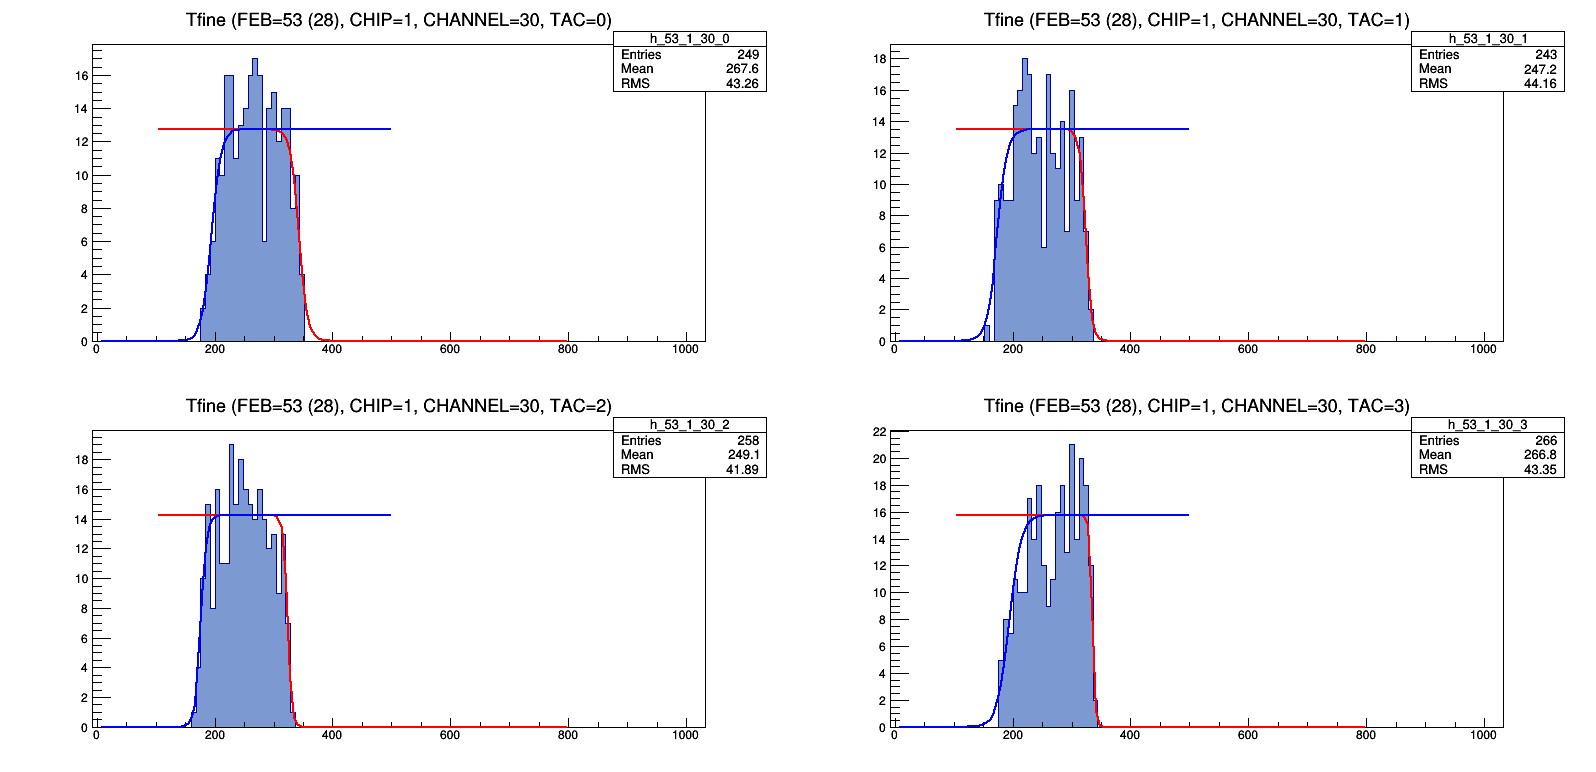 Tfine (FEB=53 (28), CHIP=1, CHANNEL=30, TAC=0)
h_53_1_30_0
Entries 249
Mean 267.6
RMS 43.26
16
14
12
10
8
6
4
2
0
0 200 400 600 800 1000
Tfine (FEB=53 (28), CHIP=1, CHANNEL=30, TAC=1)
h_53_1_30_1
Entries 243
Mean 247.2
RMS 44.16
18
16
14
12
10
8
6
4
2
0
0 200 400 600 800 1000
Tfine (FEB=53 (28), CHIP=1, CHANNEL=30, TAC=2)
h_53_1_30_2
Entries 258
Mean 249.1
RMS 41.89
18
16
14
12
10
8
6
4
2
0
0 200 400 600 800 1000
Tfine (FEB=53 (28), CHIP=1, CHANNEL=30, TAC=3)
h_53_1_30_3
Entries 266
Mean 266.8
RMS 43.35
22
20
18
16
14
12
10
8
6
4
2
0
0 200 400 600 800 1000